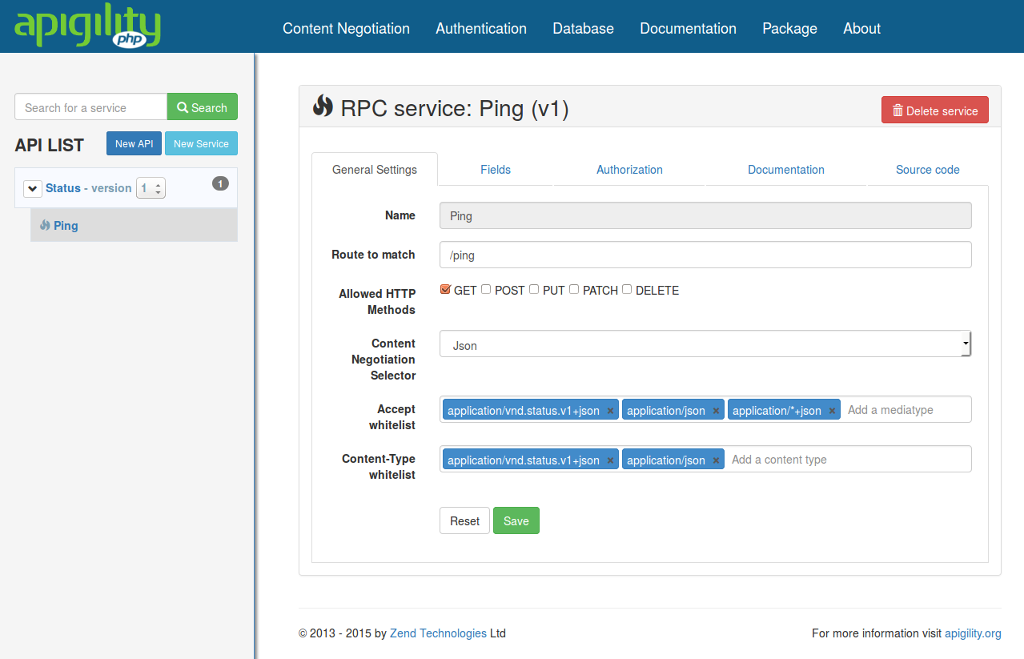 apigility
php
Content Negotiation Authentication Database Documentation Package About
Search for a service Search
API LIST New API New Service
Status - version 1 1
Ping
RPC service: Ping (v1) Delete service
General Settings Fields Authorization Documentation Source code
Name Ping
Route to match /ping
Allowed HTTP
Methods
GET POST PUT PATCH DELETE
Content
Negotiation
Selector
Json
Accept
whitelist
application/vnd.status.v1+json × application/json × application/*+json × Add a mediatype
Content-Type
whitelist
application/vnd.status.v1+json × application/json × Add a content type
Reset Save
© 2013 - 2015 by Zend Technologies Ltd For more information visit apigility.org